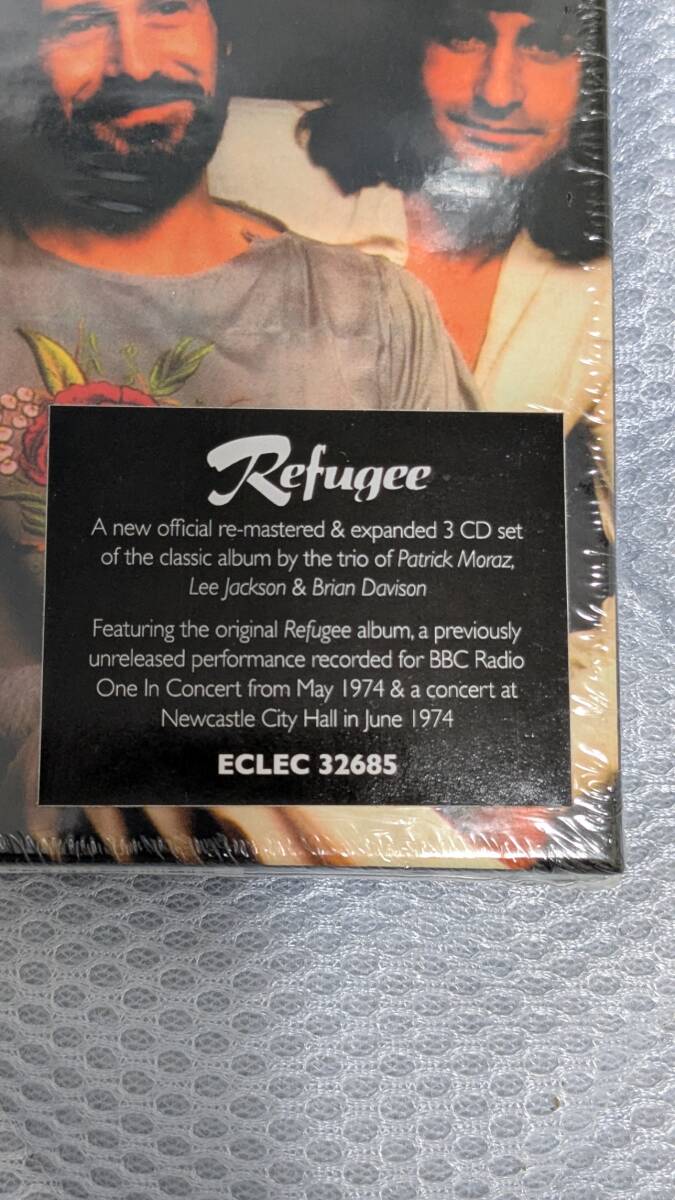 Refugee
A new official re-mastered & expanded 3 CD set
of the classic album by the trio of Patrick Moraz,
Lee Jackson & Brian Davison
Featuring the original Refugee album, a previously
unreleased performance recorded for BBC Radio
One In Concert from May 1974 & a concert at
Newcastle City Hall in June 1974
ECLEC 32685